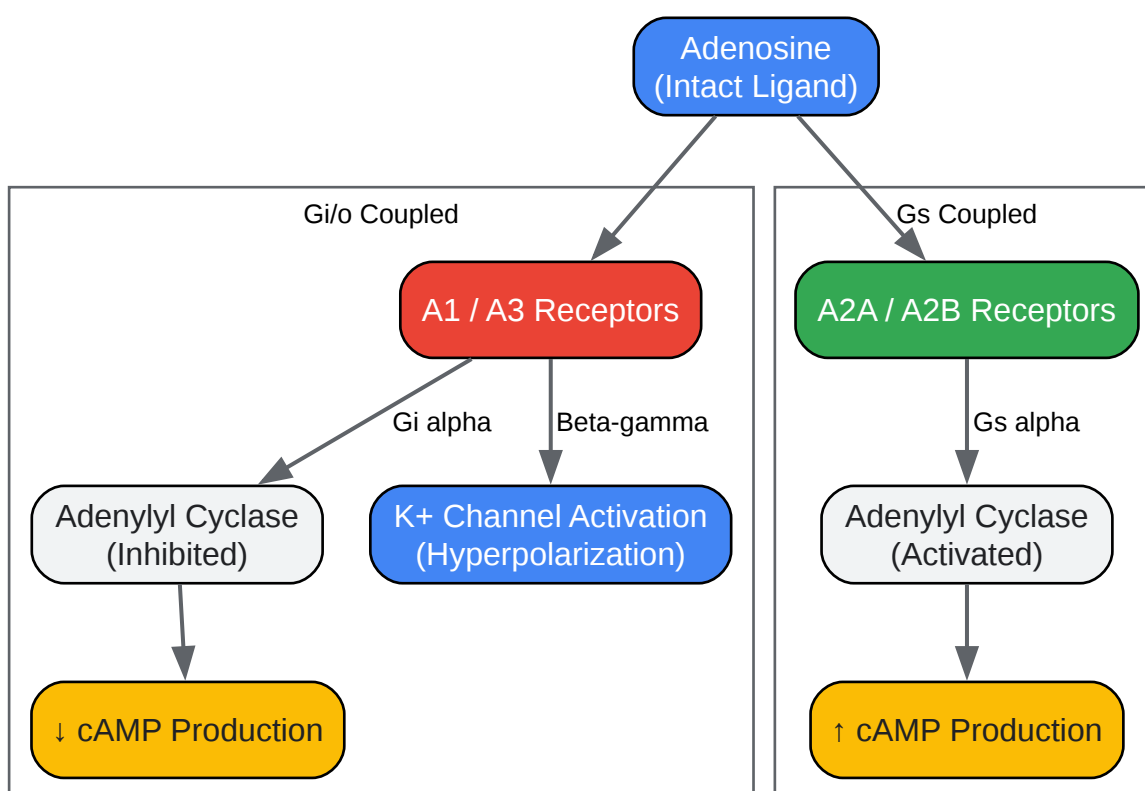 Adenosine
(Intact Ligand)
Gi/o Coupled
Gs Coupled
A1 / A3 Receptors
A2A / A2B Receptors
Gi alpha
Beta-gamma
Gs alpha
Adenylyl Cyclase
(Inhibited)
K+ Channel Activation
(Hyperpolarization)
Adenylyl Cyclase
(Activated)
↓ cAMP Production
↑ cAMP Production